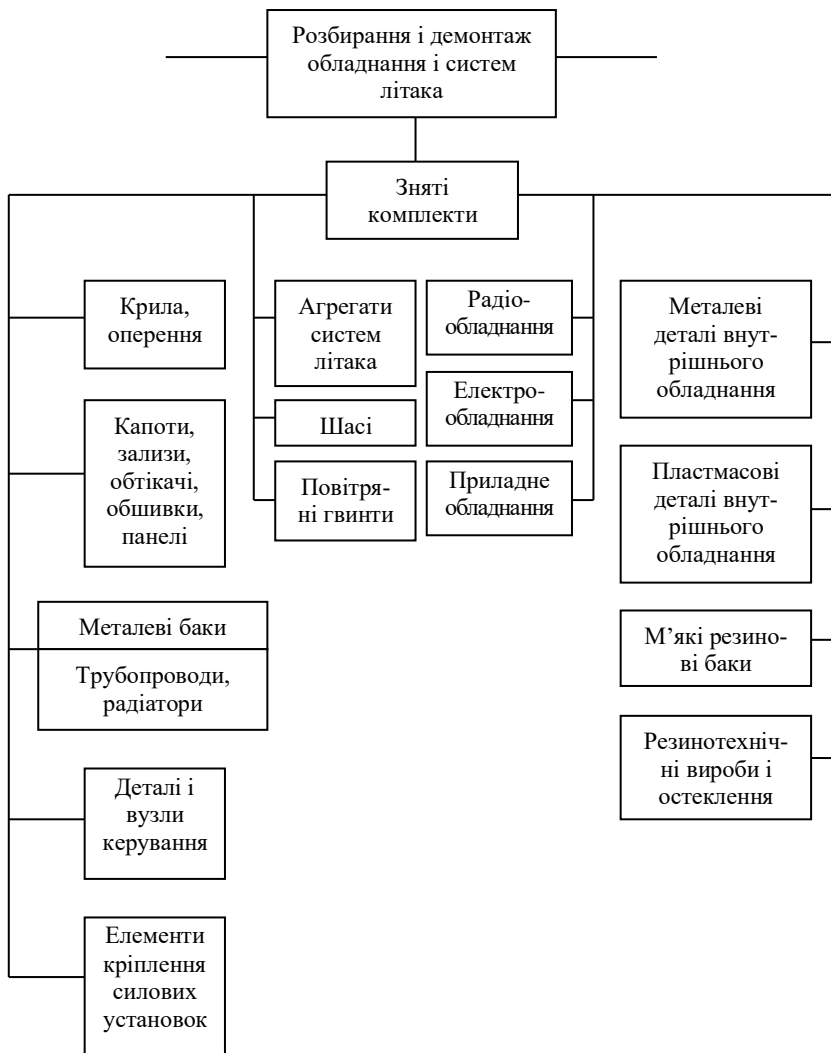 Розбирання і демонтаж
обладнання і систем
літака
Зняті
комплекти
Крила,
оперення
Капоти,
зализи,
обтікачі,
обшивки,
панелі
Металеві баки
Трубопроводи,
радіатори
Деталі і
вузли
керування
Елементи
кріплення
силових
установок
Агрегати
систем
літака
Шасі
Повітря-
ні гвинти
Радіо-
обладнання
Електро-
обладнання
Приладне
обладнання
Металеві
деталі внут-
рішнього
обладнання
Пластмасові
деталі внут-
рішнього
обладнання
М’які резино-
ві баки
Резинотехніч-
ні вироби і
остеклення